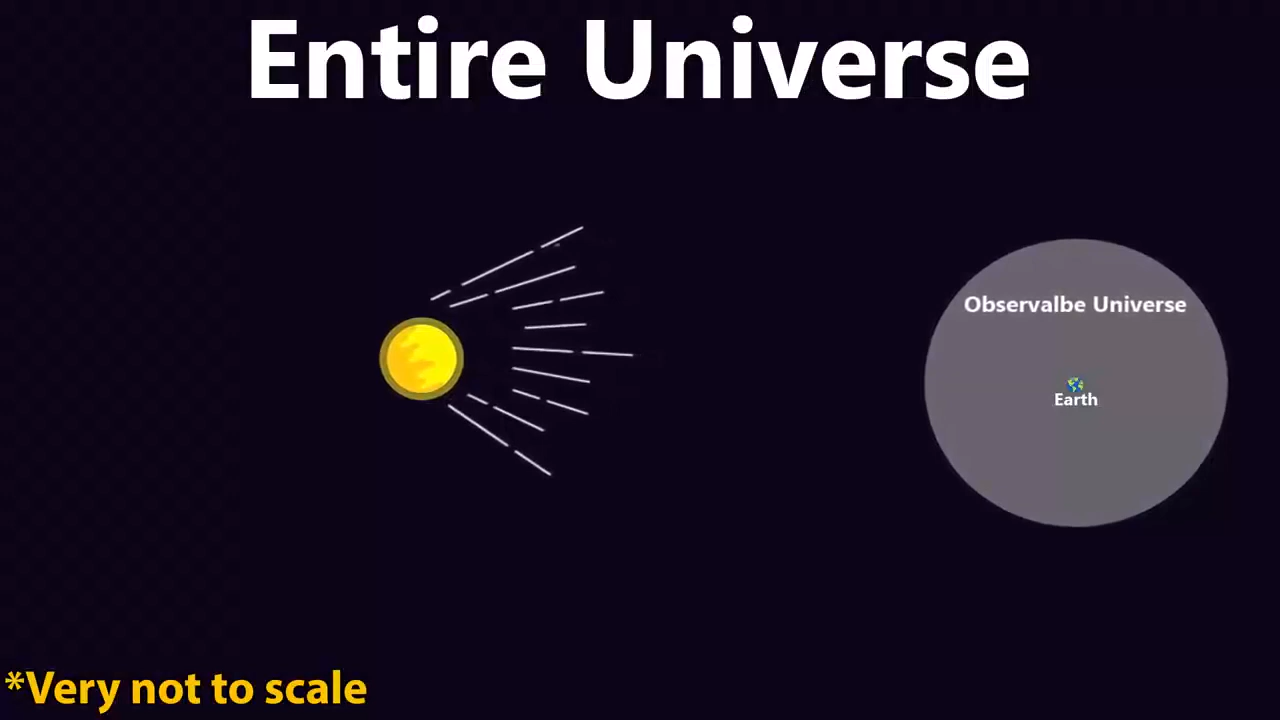 Entire Universe
Observalbe Universe
Earth
*Very not to scale